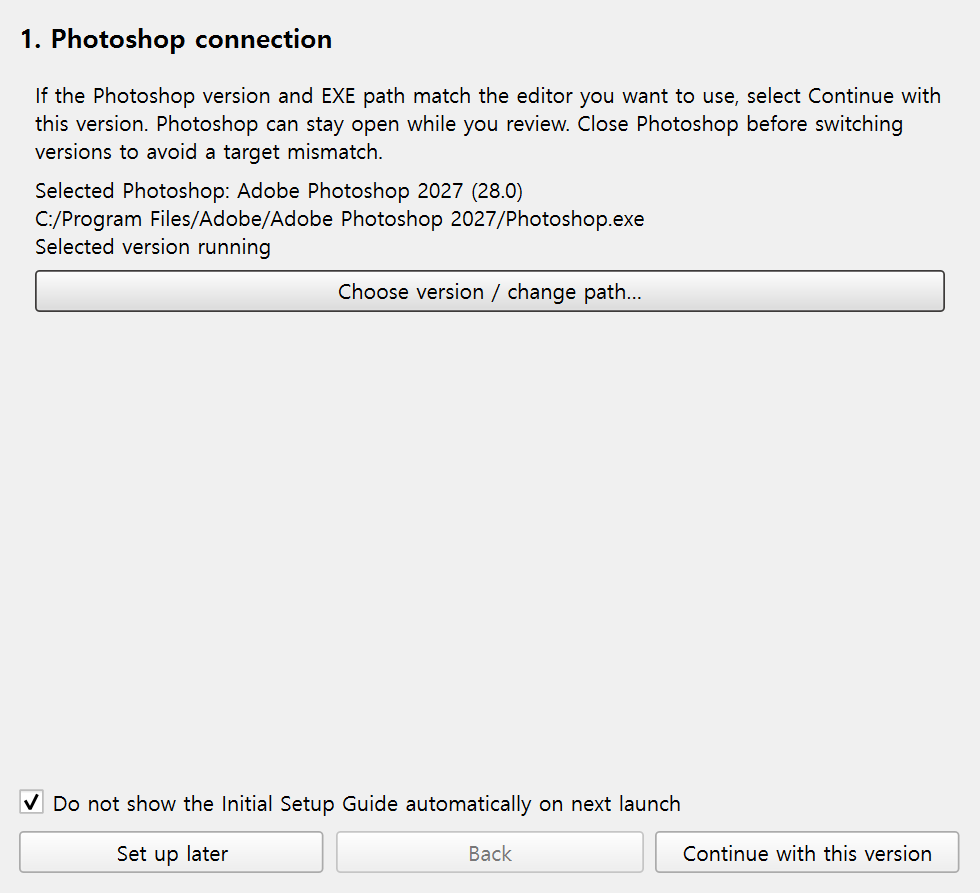 1. Photoshop connection
If the Photoshop version and EXE path match the editor you want to use, select Continue with
this version. Photoshop can stay open while you review. Close Photoshop before switching
versions to avoid a target mismatch.
Selected Photoshop: Adobe Photoshop 2027 (28.0)
C:/Program Files/Adobe/Adobe Photoshop 2027/Photoshop.exe
Selected version running
Choose version / change path...
Do not show the Initial Setup Guide automatically on next launch
Set up later
Back
Continue with this version